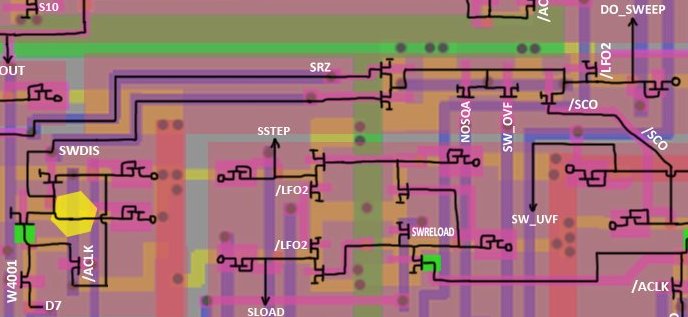 S10
/AC
DO_SWEEP
OUT
SRZ
/LFO2
/SCO
NOSQA
SW_OVF
/SCO
SSTEP
SWDIS
/LFO2
SW_UVF
/LFO2
SWRELOAD
W4001
/ACLK
D7
SLOAD
/ACLK